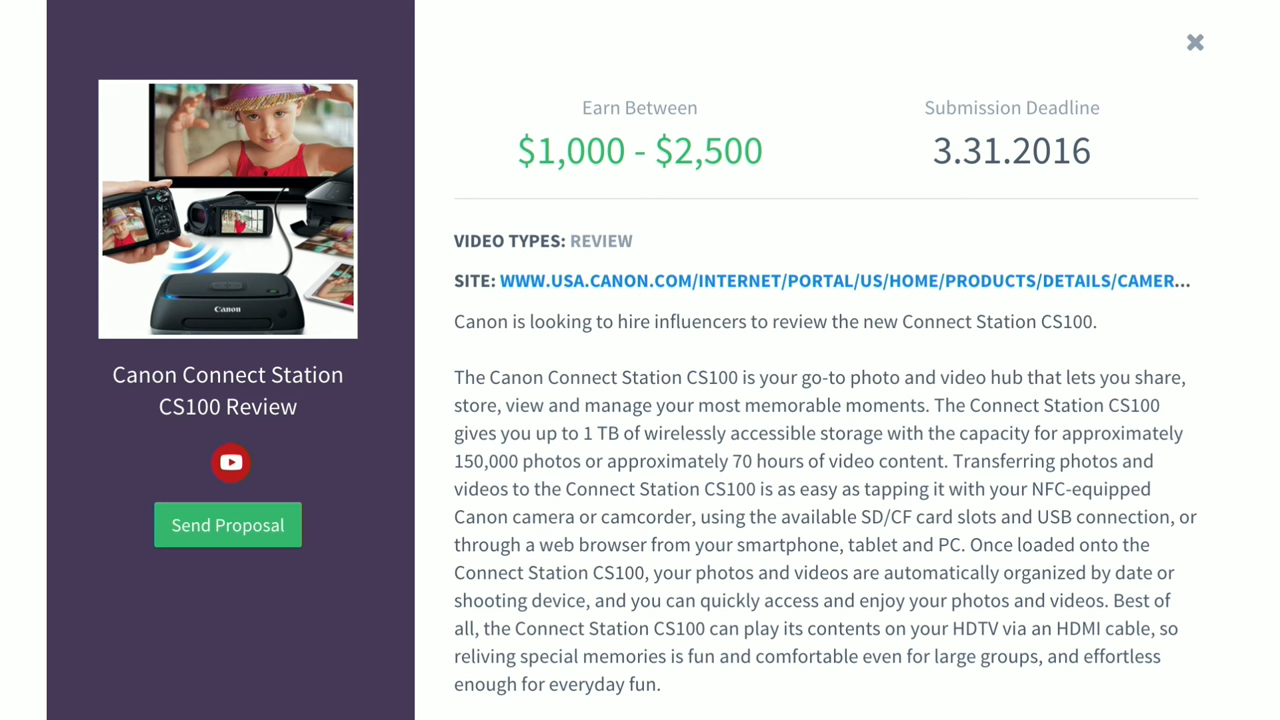 Canon
Canon Connect Station
CS100 Review
Send Proposal
Earn Between
$1,000 - $2,500
Submission Deadline
3.31.2016
VIDEO TYPES: REVIEW
SITE: WWW.USA.CANON.COM/INTERNET/PORTAL/US/HOME/PRODUCTS/DETAILS/CAMER...
Canon is looking to hire influencers to review the new Connect Station CS100.
The Canon Connect Station CS100 is your go-to photo and video hub that lets you share,
store, view and manage your most memorable moments. The Connect Station CS100
gives you up to 1 TB of wirelessly accessible storage with the capacity for approximately
150,000 photos or approximately 70 hours of video content. Transferring photos and
videos to the Connect Station CS100 is as easy as tapping it with your NFC-equipped
Canon camera or camcorder, using the available SD/CF card slots and USB connection, or
through a web browser from your smartphone, tablet and PC. Once loaded onto the
Connect Station CS100, your photos and videos are automatically organized by date or
shooting device, and you can quickly access and enjoy your photos and videos. Best of
all, the Connect Station CS100 can play its contents on your HDTV via an HDMI cable, so
reliving special memories is fun and comfortable even for large groups, and effortless
enough for everyday fun.